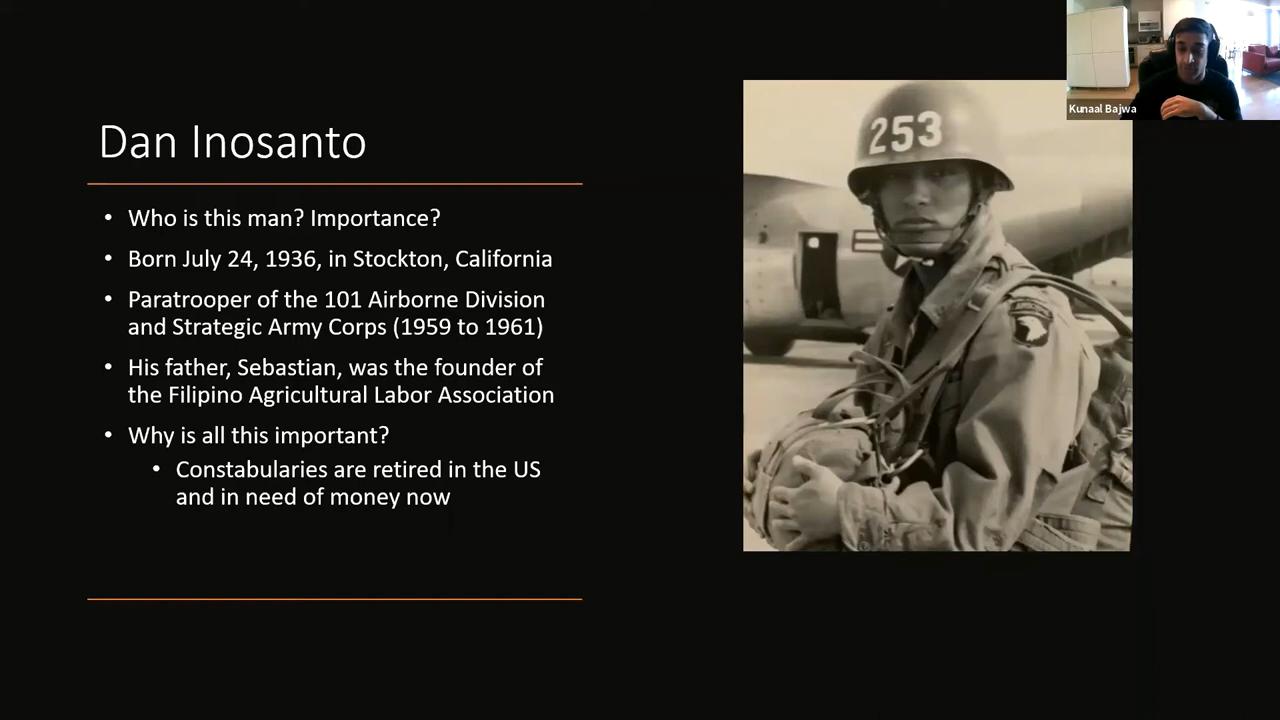 Dan Inosanto
• Who is this man? Importance?
• Born July 24, 1936, in Stockton, California
• Paratrooper of the 101 Airborne Division
and Strategic Army Corps (1959 to 1961)
• His father, Sebastian, was the founder of
the Filipino Agricultural Labor Association
• Why is all this important?
• Constabularies are retired in the US
and in need of money now
253
Kunaal Bajwa